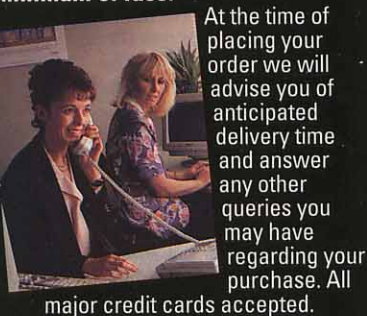 At the time of
placing your
order we will
advise you of
anticipated
delivery time
and answer
any other
queries you
may have
regarding your
purchase. All
major credit cards accepted.